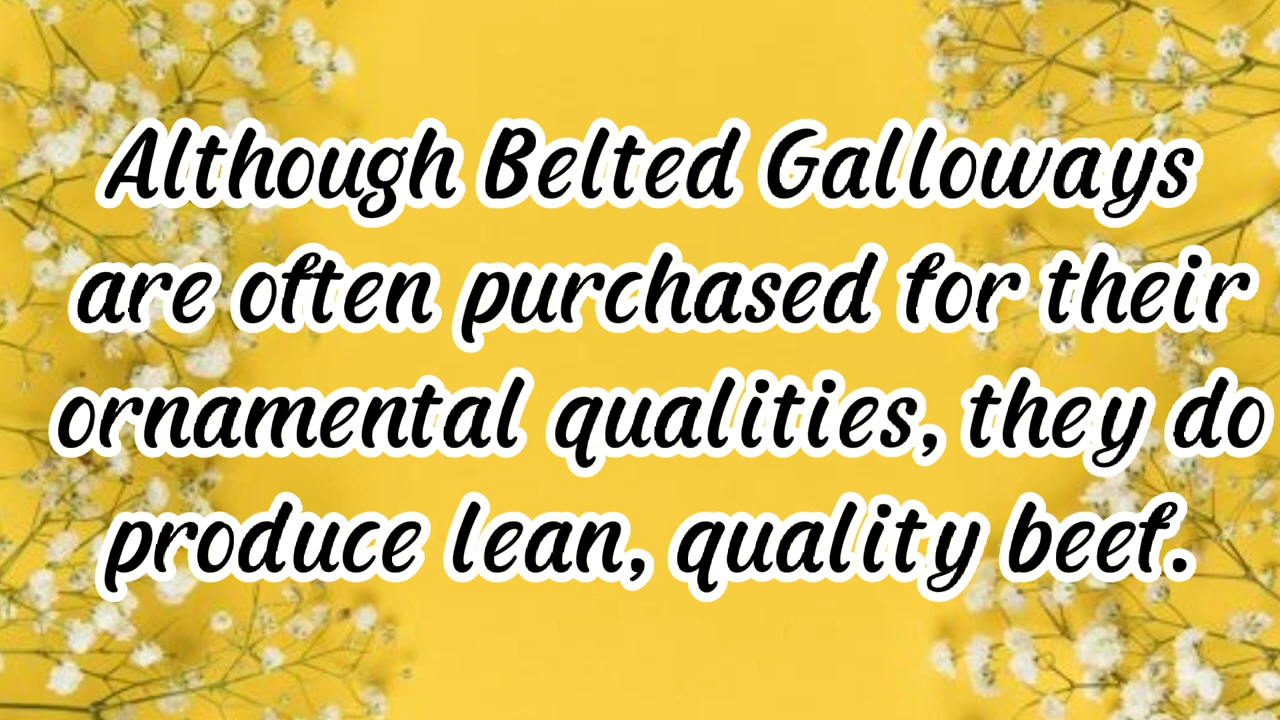 Although Belted Galloways
are often purchased for their
ornamental qualities, they do
produce lean, quality beef.